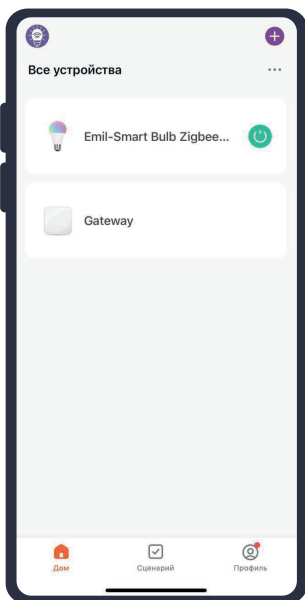 Все устройства
Emil-Smart Bulb Zigbee...
Gateway
Дом
Сценарий
Профиль